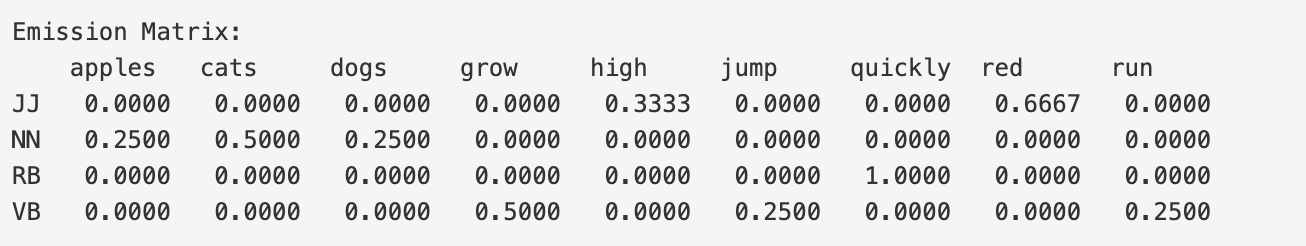 Emission Matrix:
    apples   cats     dogs     grow     high     jump     quickly  red      run
JJ   0.0000   0.0000   0.0000   0.0000   0.3333   0.0000   0.0000   0.6667   0.0000
NN   0.2500   0.5000   0.2500   0.0000   0.0000   0.0000   0.0000   0.0000   0.0000
RB   0.0000   0.0000   0.0000   0.0000   0.0000   0.0000   1.0000   0.0000   0.0000
VB   0.0000   0.0000   0.0000   0.5000   0.0000   0.2500   0.0000   0.0000   0.2500